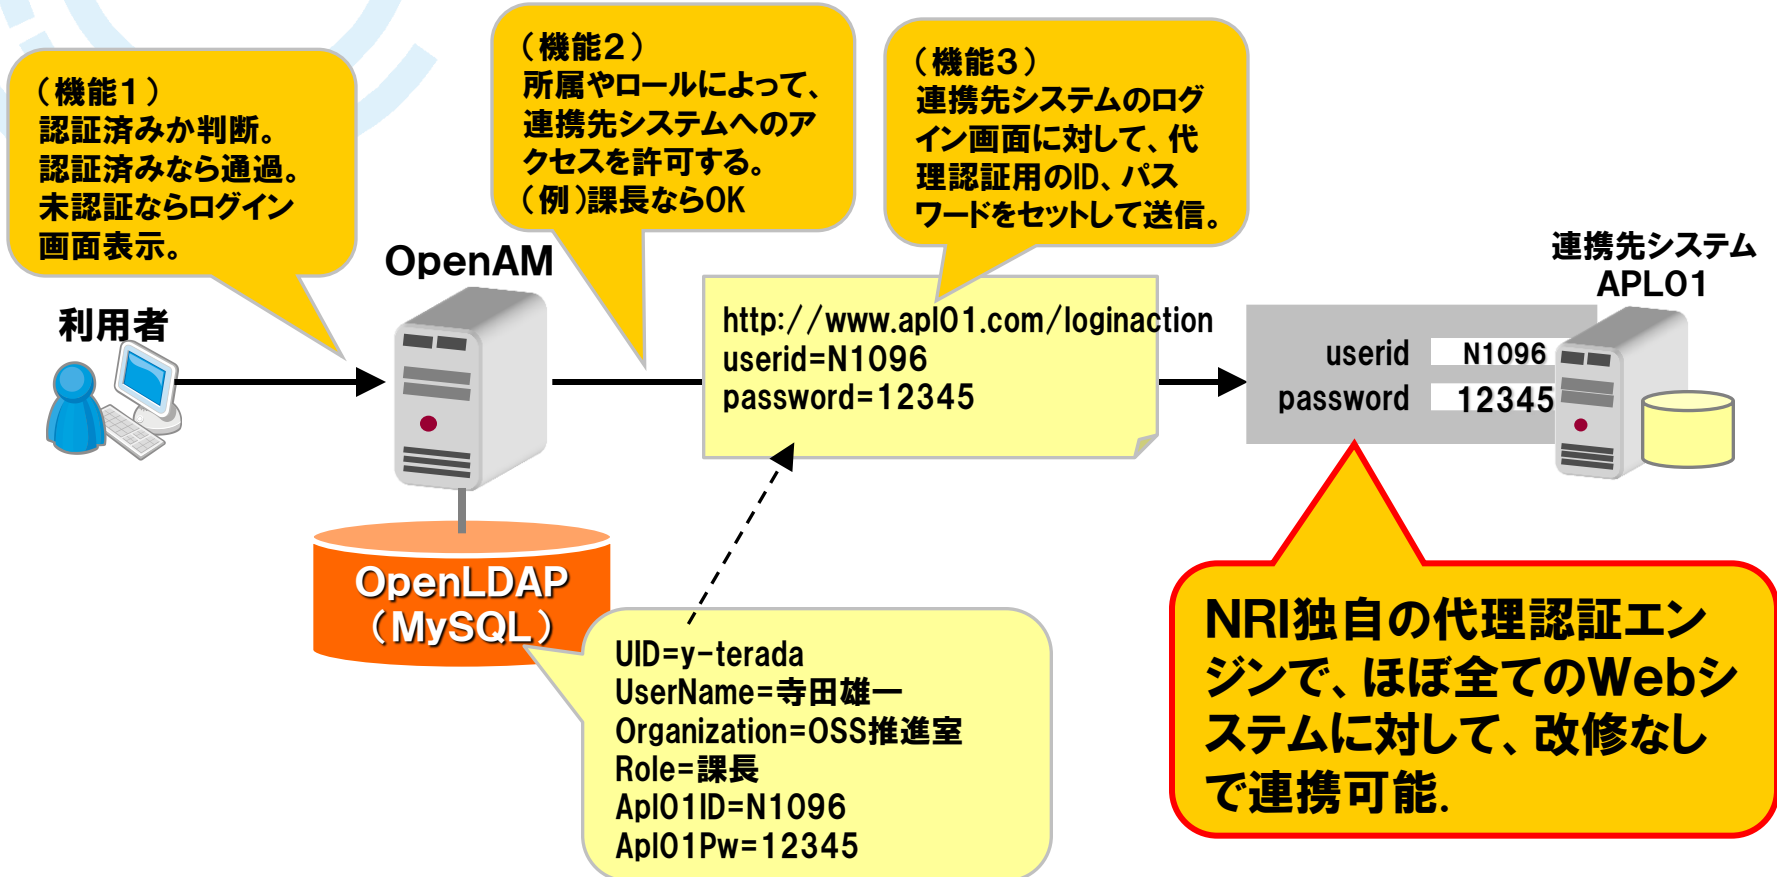 （機能１）
認証済みか判断。
認証済みなら通過。
未認証ならログイン
画面表示。
（機能２）
所属やロールによって、
連携先システムへのア
クセスを許可する。
（例）課長ならOK
（機能３）
連携先システムのログ
イン画面に対して、代
理認証用のID、パス
ワードをセットして送信。
利用者
OpenAM
http://www.apl01.com/loginaction
userid=N1096
password=12345
連携先システム
APL01
userid N1096
password 12345
OpenLDAP
（MySQL）
UID=y-terada
UserName=寺田雄一
Organization=OSS推進室
Role=課長
Apl01ID=N1096
Apl01Pw=12345
NRI独自の代理認証エン
ジンで、ほぼ全てのWebシ
ステムに対して、改修なし
で連携可能.